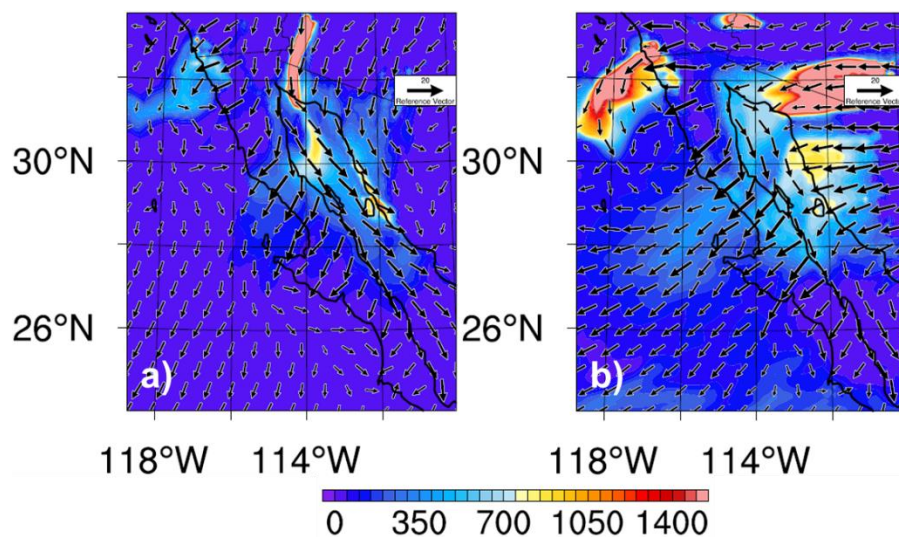 20
Reference Vector
20
Reference Vector
30°N
30°N
26°N
26°N
a)
b)
118°W
114°W
118°W
114°W
0
350
700
1050
1400